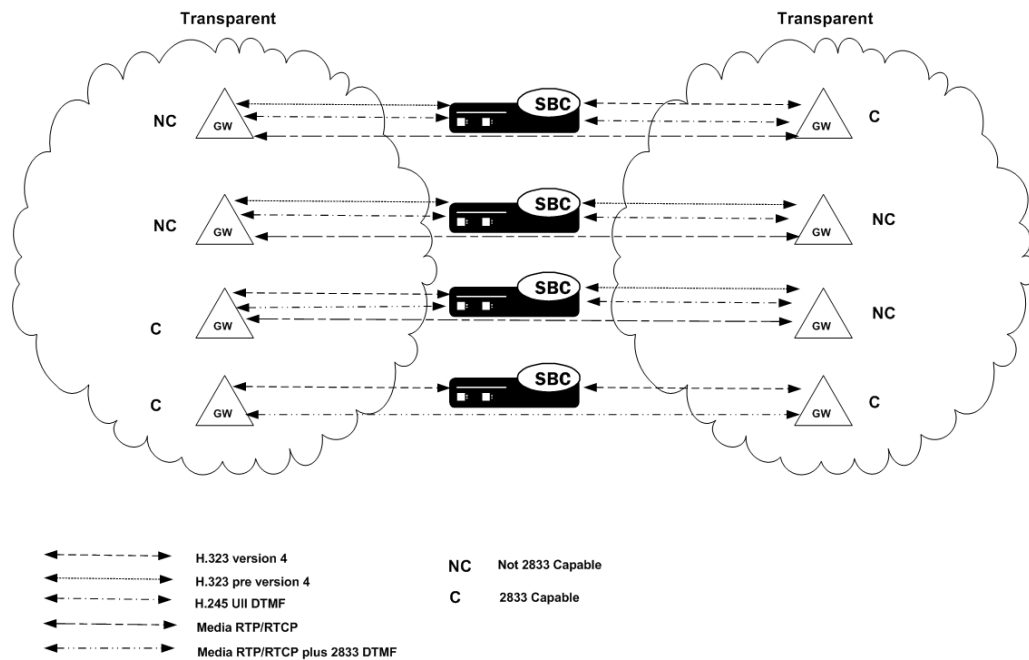 Transparent
Transparent
NC
GW
SBC
GW
C
NC
GW
SBC
GW
NC
C
GW
SBC
GW
NC
C
GW
SBC
GW
C
H.323 version 4
NC Not 2833 Capable
H.323 pre version 4
C 2833 Capable
H.245 UII DTMF
Media RTP/RTCP
Media RTP/RTCP plus 2833 DTMF